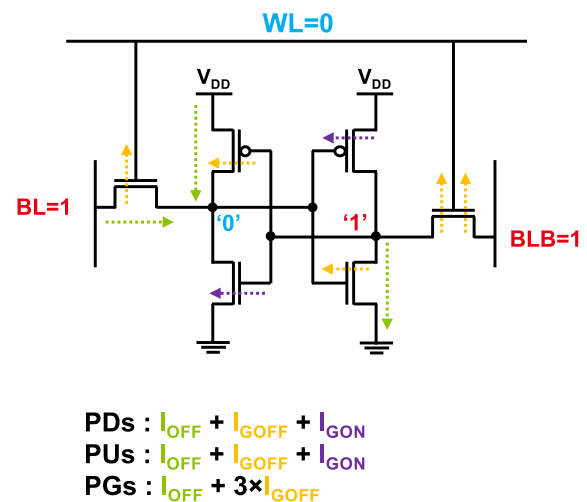 WL=0
VDD VDD
BL=1 '0' '1' BLB=1
PDs : IOFF + IGOFF + IGON
PUs : IOFF + IGOFF + IGON
PGs : IOFF + 3×IGOFF